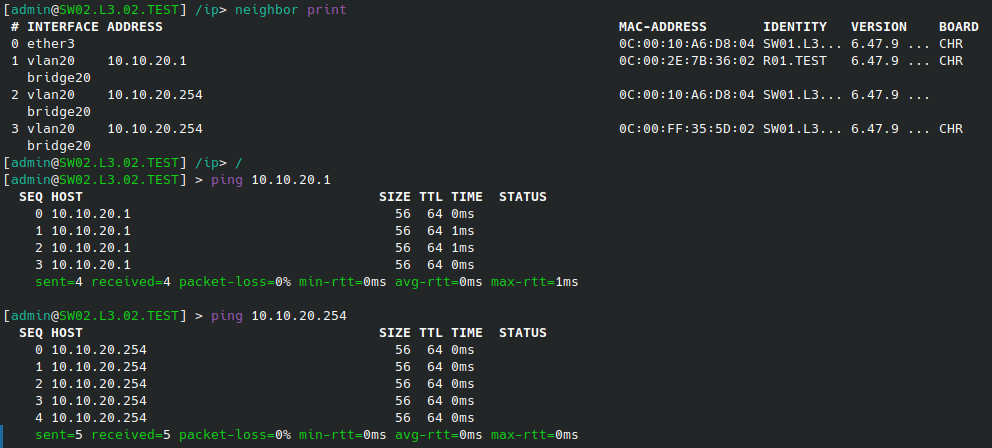 [admin@SW02.L3.02.TEST] /ip> neighbor print
# INTERFACE ADDRESS MAC-ADDRESS IDENTITY VERSION BOARD
0 ether3 0C:00:10:A6:D8:04 SW01.L3... 6.47.9 ... CHR
1 vlan20 10.10.20.1 0C:00:2E:7B:36:02 R01.TEST 6.47.9 ... CHR
bridge20
2 vlan20 10.10.20.254 0C:00:10:A6:D8:04 SW01.L3... 6.47.9 ...
bridge20
3 vlan20 10.10.20.254 0C:00:FF:35:5D:02 SW01.L3... 6.47.9 ... CHR
bridge20
[admin@SW02.L3.02.TEST] /ip> /
[admin@SW02.L3.02.TEST] > ping 10.10.20.1
SEQ HOST SIZE TTL TIME STATUS
0 10.10.20.1 56 64 0ms
1 10.10.20.1 56 64 1ms
2 10.10.20.1 56 64 1ms
3 10.10.20.1 56 64 0ms
sent=4 received=4 packet-loss=0% min-rtt=0ms avg-rtt=0ms max-rtt=1ms
[admin@SW02.L3.02.TEST] > ping 10.10.20.254
SEQ HOST SIZE TTL TIME STATUS
0 10.10.20.254 56 64 0ms
1 10.10.20.254 56 64 0ms
2 10.10.20.254 56 64 0ms
3 10.10.20.254 56 64 0ms
4 10.10.20.254 56 64 0ms
sent=5 received=5 packet-loss=0% min-rtt=0ms avg-rtt=0ms max-rtt=0ms